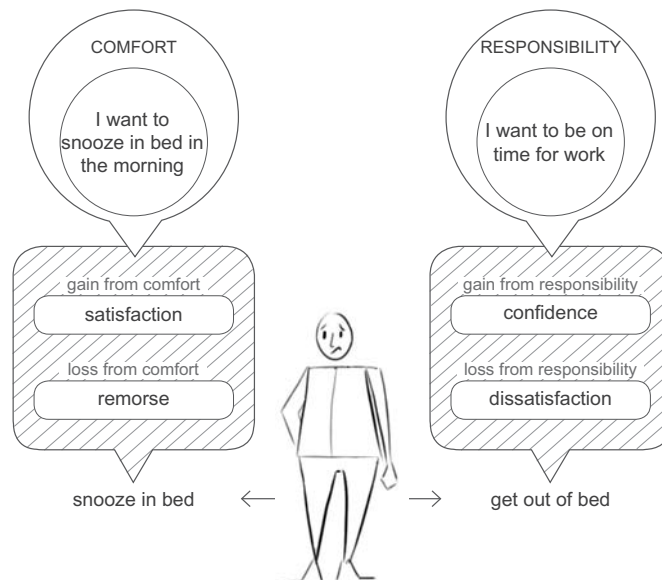 COMFORT
I want to
snooze in bed in
the morning
gain from comfort
satisfaction
loss from comfort
remorse
snooze in bed
RESPONSIBILITY
I want to be on
time for work
gain from responsibility
confidence
loss from responsibility
dissatisfaction
get out of bed